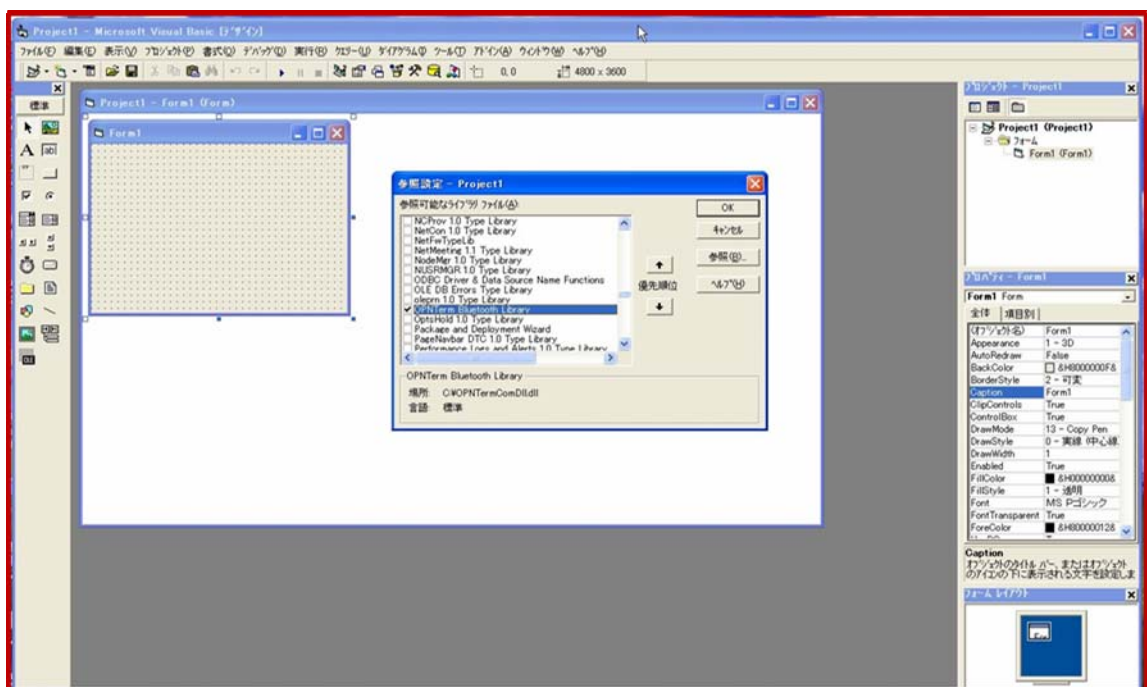 Project1 - Microsoft Visual Basic [ﾃﾞｻﾞｲﾝ]
ﾌｧｲﾙ(F) 編集(E) 表示(V) ﾌﾟﾛｼﾞｪｸﾄ(P) 書式(O) ﾃﾞﾊﾞｯｸﾞ(D) 実行(R) ｸｴﾘｰ(U) ﾀﾞｲｱｸﾞﾗﾑ(I) ﾂｰﾙ(T) ｱﾄﾞｲﾝ(A) ｳｨﾝﾄﾞｳ(W) ﾍﾙﾌﾟ(H)
0, 0
4800 x 3600
標準
Project1 - Form1 (Form)
Form1
参照設定 - Project1
参照可能なﾗｲﾌﾞﾗﾘ ﾌｧｲﾙ(A):
NCProv 1.0 Type Library
NetCon 1.0 Type Library
NetFwTypeLib
NetMeeting 1.1 Type Library
NodeMgr 1.0 Type Library
NUSRMGR 1.0 Type Library
ODBC Driver & Data Source Name Functions
OLE DB Errors Type Library
oleprn 1.0 Type Library
OPNTerm Bluetooth Library
OptsHold 1.0 Type Library
Package and Deployment Wizard
PageNavbar DTC 1.0 Type Library
Performance Logs and Alerts 1.0 Type Library
OK
ｷｬﾝｾﾙ
参照(B)...
ﾍﾙﾌﾟ(H)
優先順位
OPNTerm Bluetooth Library
場所: C:¥OPNTermComDll.dll
言語: 標準
ﾌﾟﾛｼﾞｪｸﾄ - Project1
Project1 (Project1)
ﾌｫｰﾑ
Form1 (Form1)
ﾌﾟﾛﾊﾟﾃｨ - Form1
Form1 Form
全体 項目別
(ｵﾌﾞｼﾞｪｸﾄ名) Form1
Appearance 1 - 3D
AutoRedraw False
BackColor &H8000000F&
BorderStyle 2 - 可変
Caption Form1
ClipControls True
ControlBox True
DrawMode 13 - Copy Pen
DrawStyle 0 - 実線 (中心線
DrawWidth 1
Enabled True
FillColor &H00000000&
FillStyle 1 - 透明
Font MS Pゴシック
FontTransparent True
ForeColor &H80000012&
Caption
ｵﾌﾞｼﾞｪｸﾄのﾀｲﾄﾙ ﾊﾞｰ、またはｵﾌﾞｼﾞｪｸﾄ
のｱｲｺﾝの下に表示される文字を設定しま
ﾌｫｰﾑ ﾚｲｱｳﾄ